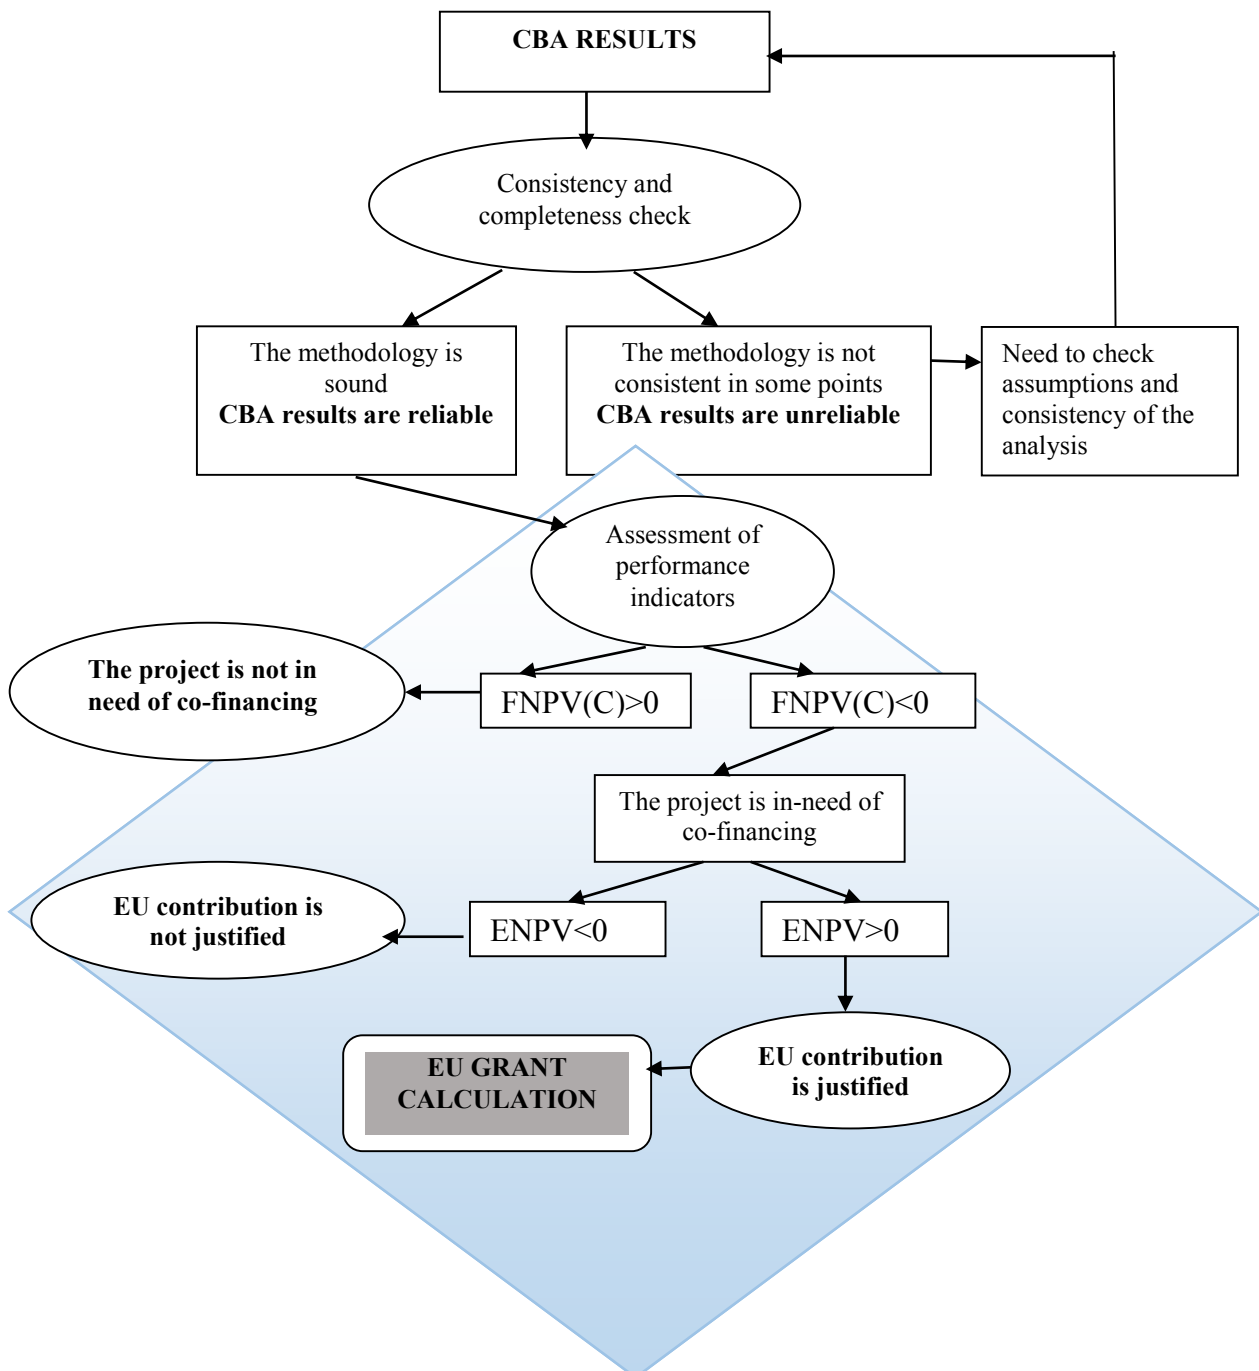 CBA RESULTS
Consistency and
completeness check
The methodology is
sound
CBA results are reliable
The methodology is not
consistent in some points
CBA results are unreliable
Need to check
assumptions and
consistency of the
analysis
Assessment of
performance
indicators
The project is not in
need of co-financing
FNPV(C)>0
FNPV(C)<0
The project is in-need of
co-financing
EU contribution is
not justified
ENPV<0
ENPV>0
EU GRANT
CALCULATION
EU contribution
is justified